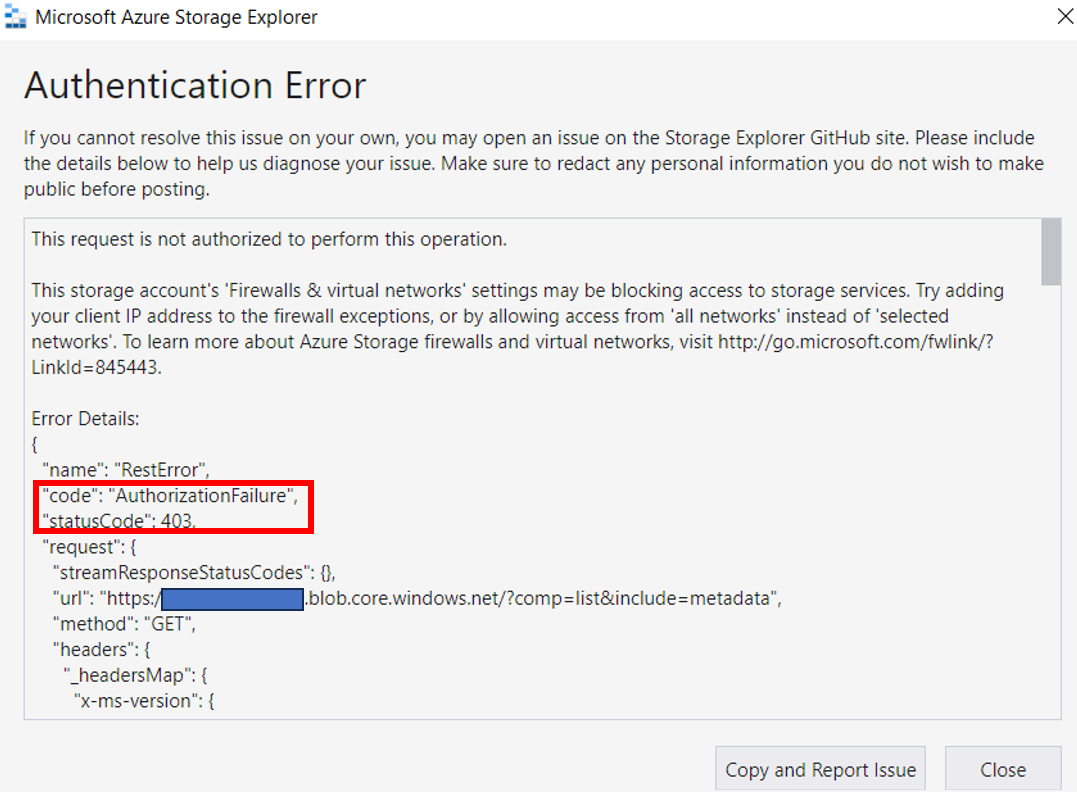 Microsoft Azure Storage Explorer
Authentication Error
If you cannot resolve this issue on your own, you may open an issue on the Storage Explorer GitHub site. Please include
the details below to help us diagnose your issue. Make sure to redact any personal information you do not wish to make
public before posting.
This request is not authorized to perform this operation.
This storage account's 'Firewalls & virtual networks' settings may be blocking access to storage services. Try adding
your client IP address to the firewall exceptions, or by allowing access from 'all networks' instead of 'selected
networks'. To learn more about Azure Storage firewalls and virtual networks, visit http://go.microsoft.com/fwlink/?
LinkId=845443.
Error Details:
{
"name": "RestError",
"code": "AuthorizationFailure",
"statusCode": 403,
"request": {
"streamResponseStatusCodes": {},
"url": "https:/ .blob.core.windows.net/?comp=list&include=metadata",
"method": "GET",
"headers": {
"_headersMap": {
"x-ms-version": {
Copy and Report Issue
Close